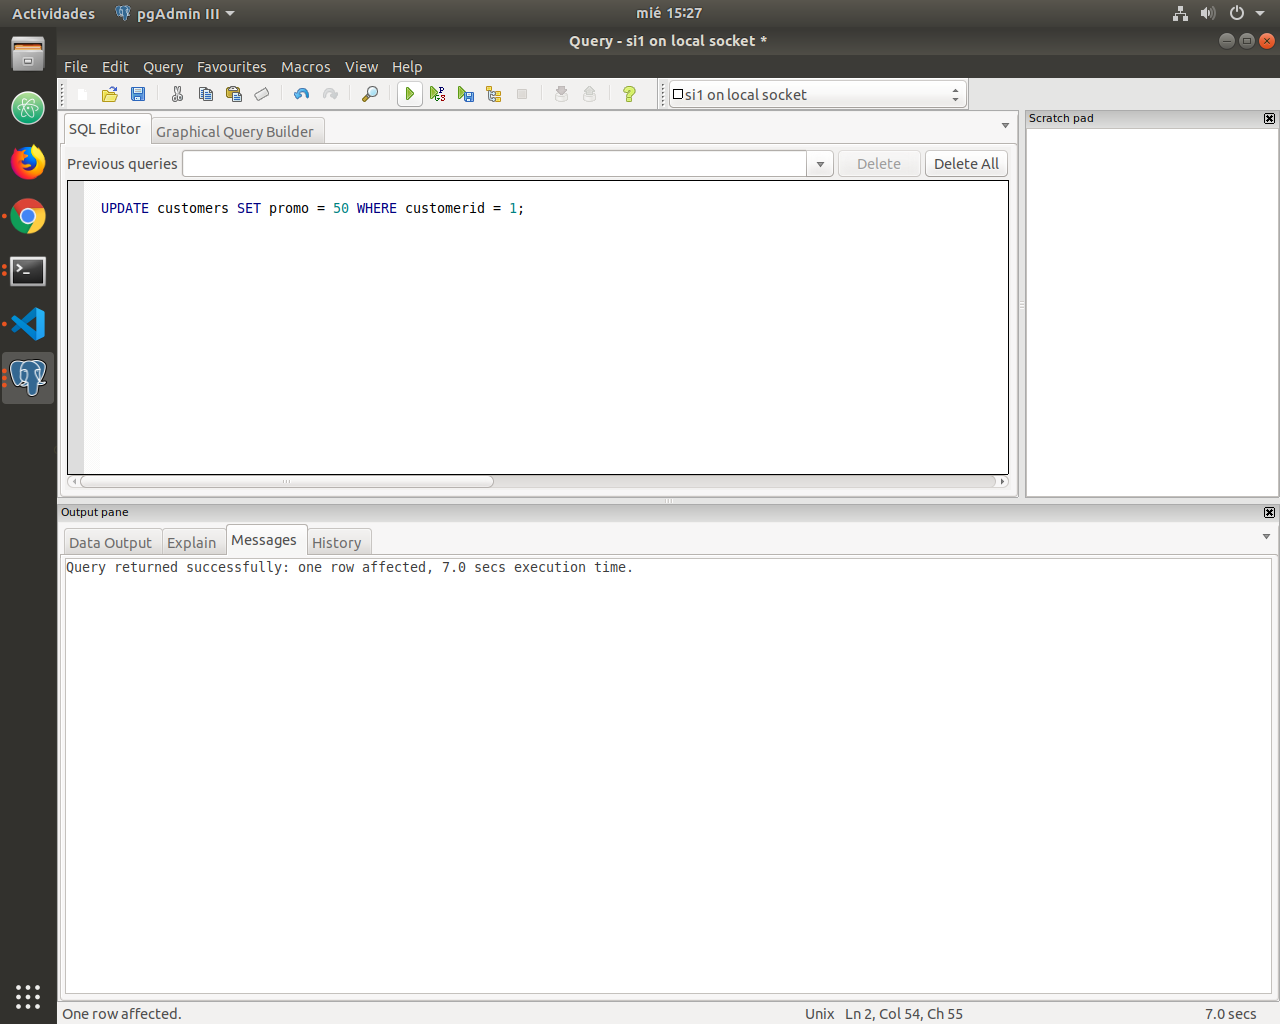 Actividades pgAdmin III mié 15:27
Query - si1 on local socket *
File Edit Query Favourites Macros View Help
si1 on local socket
SQL Editor Graphical Query Builder
Scratch pad
Previous queries Delete Delete All
UPDATE customers SET promo = 50 WHERE customerid = 1;
Output pane
Data Output Explain Messages History
Query returned successfully: one row affected, 7.0 secs execution time.
One row affected. Unix Ln 2, Col 54, Ch 55 7.0 secs